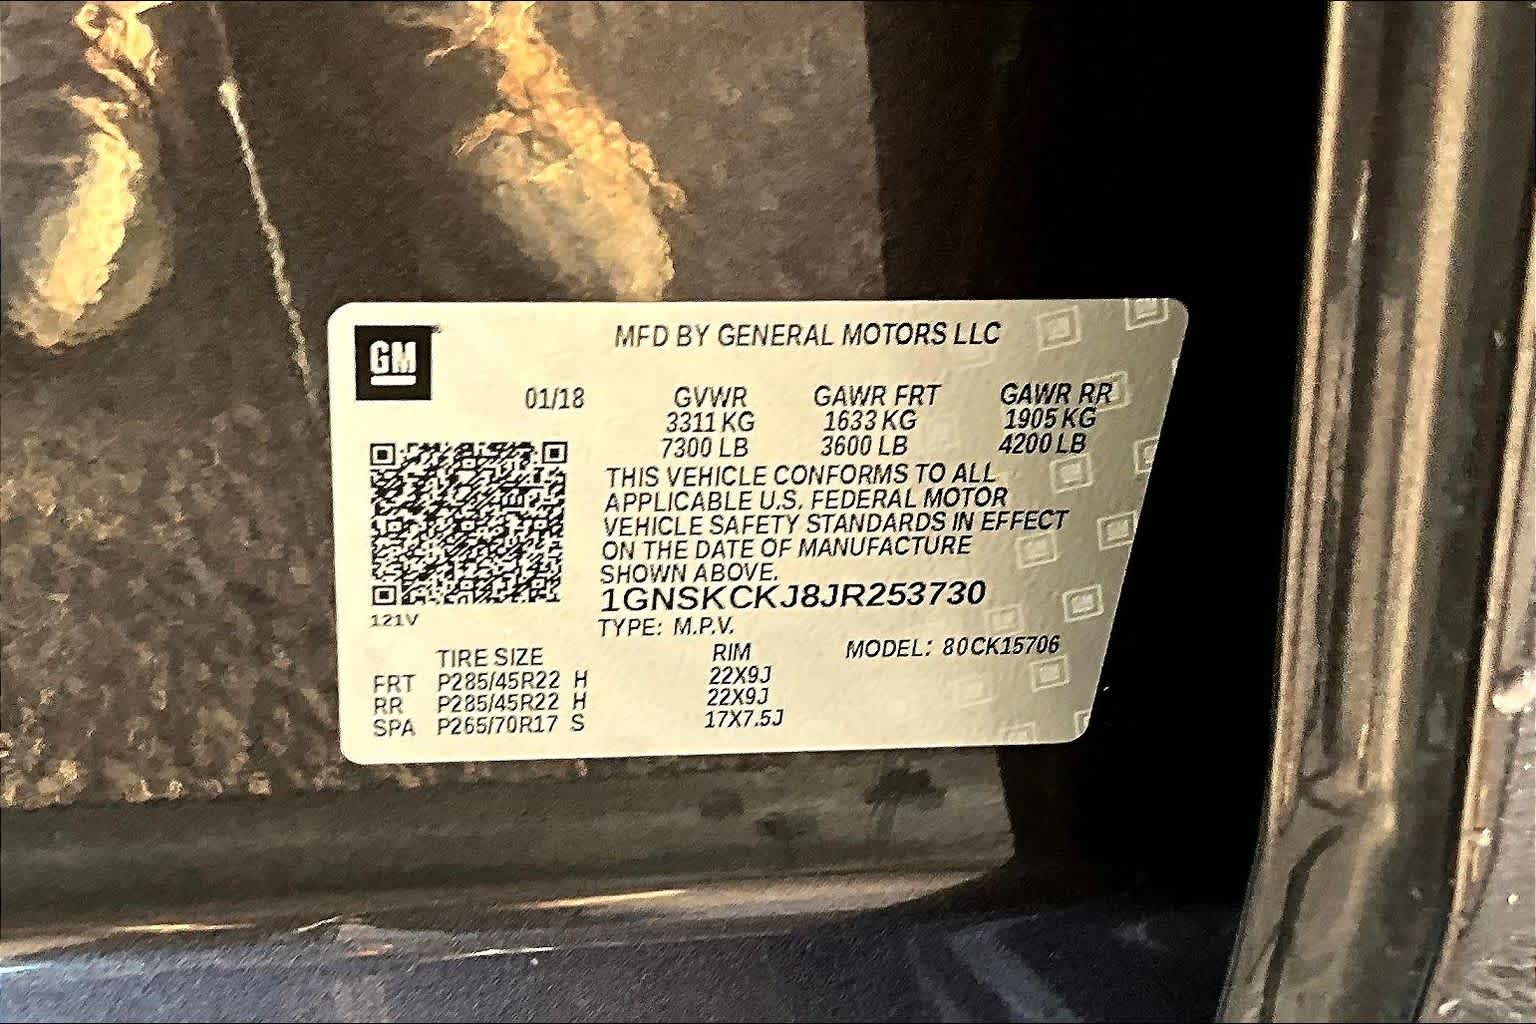 GM
MFD BY GENERAL MOTORS LLC
01/18 GVWR GAWR FRT GAWR RR
3311 KG 1633 KG 1905 KG
7300 LB 3600 LB 4200 LB
THIS VEHICLE CONFORMS TO ALL
APPLICABLE U.S. FEDERAL MOTOR
VEHICLE SAFETY STANDARDS IN EFFECT
ON THE DATE OF MANUFACTURE
SHOWN ABOVE.
1GNSKCKJ8JR253730
121V
TYPE: M.P.V.
TIRE SIZE RIM MODEL: 80CK15706
FRT P285/45R22 H 22X9J
RR P285/45R22 H 22X9J
SPA P265/70R17 S 17X7.5J